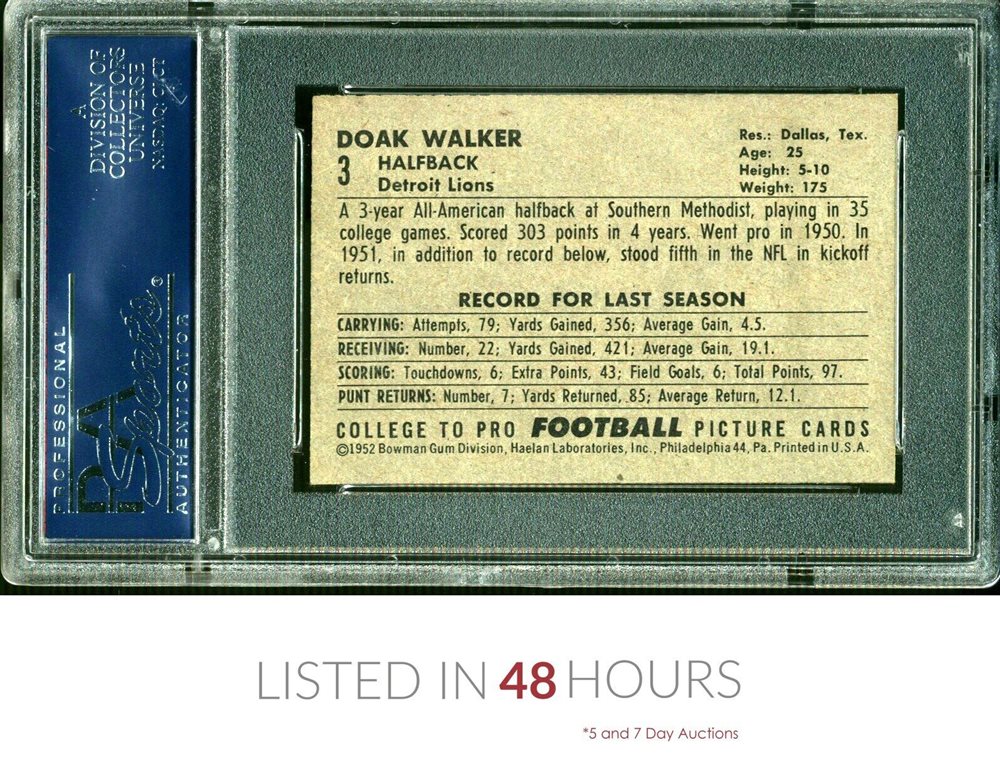 A
DIVISION OF
COLLECTORS
UNIVERSE
NASDAQ: CLCT
PROFESSIONAL
PSA
Sports®
AUTHENTICATOR
DOAK WALKER
3 HALFBACK
Detroit Lions
Res.: Dallas, Tex.
Age: 25
Height: 5-10
Weight: 175
A 3-year All-American halfback at Southern Methodist, playing in 35
college games. Scored 303 points in 4 years. Went pro in 1950. In
1951, in addition to record below, stood fifth in the NFL in kickoff
returns.
RECORD FOR LAST SEASON
CARRYING: Attempts, 79; Yards Gained, 356; Average Gain, 4.5.
RECEIVING: Number, 22; Yards Gained, 421; Average Gain, 19.1.
SCORING: Touchdowns, 6; Extra Points, 43; Field Goals, 6; Total Points, 97.
PUNT RETURNS: Number, 7; Yards Returned, 85; Average Return, 12.1.
COLLEGE TO PRO FOOTBALL PICTURE CARDS
©1952 Bowman Gum Division, Haelan Laboratories, Inc., Philadelphia 44, Pa. Printed in U.S.A.
LISTED IN 48 HOURS
*5 and 7 Day Auctions